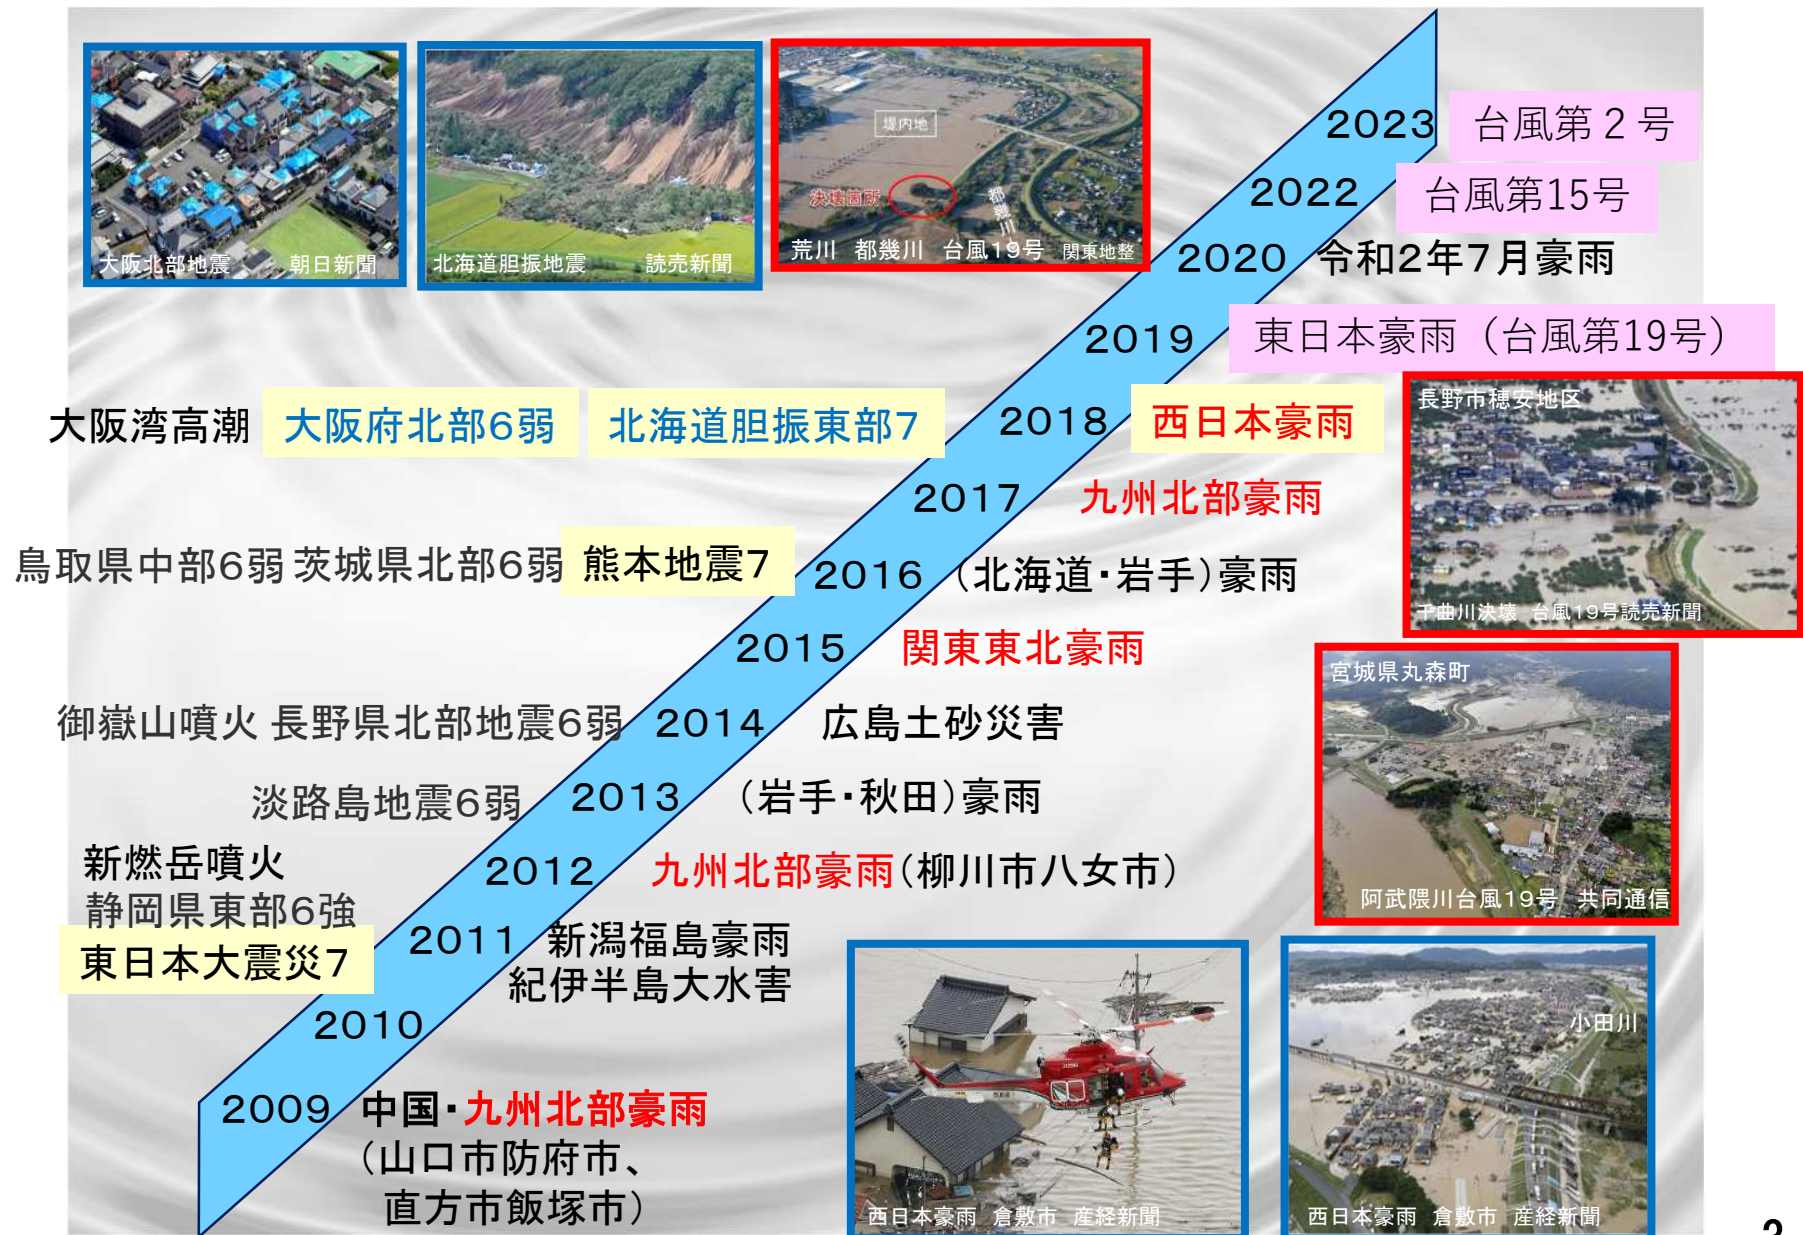 大阪北部地震 朝日新聞
北海道胆振地震 読売新聞
堤内地
決壊箇所
都幾川
荒川 都幾川 台風19号 関東地整
2023 台風第2号
2022 台風第15号
2020 令和2年7月豪雨
2019 東日本豪雨(台風第19号)
大阪湾高潮 大阪府北部6弱 北海道胆振東部7 2018 西日本豪雨
2017 九州北部豪雨
鳥取県中部6弱 茨城県北部6弱 熊本地震7 2016 (北海道・岩手)豪雨
2015 関東東北豪雨
御嶽山噴火 長野県北部地震6弱 2014 広島土砂災害
淡路島地震6弱 2013 (岩手・秋田)豪雨
新燃岳噴火 2012 九州北部豪雨(柳川市八女市)
静岡県東部6強
東日本大震災7 2011 新潟福島豪雨
紀伊半島大水害
2010
2009 中国・九州北部豪雨
(山口市防府市、
直方市飯塚市)
長野市穂安地区
千曲川決壊 台風19号読売新聞
宮城県丸森町
阿武隈川台風19号 共同通信
西日本豪雨 倉敷市 産経新聞
小田川
西日本豪雨 倉敷市 産経新聞